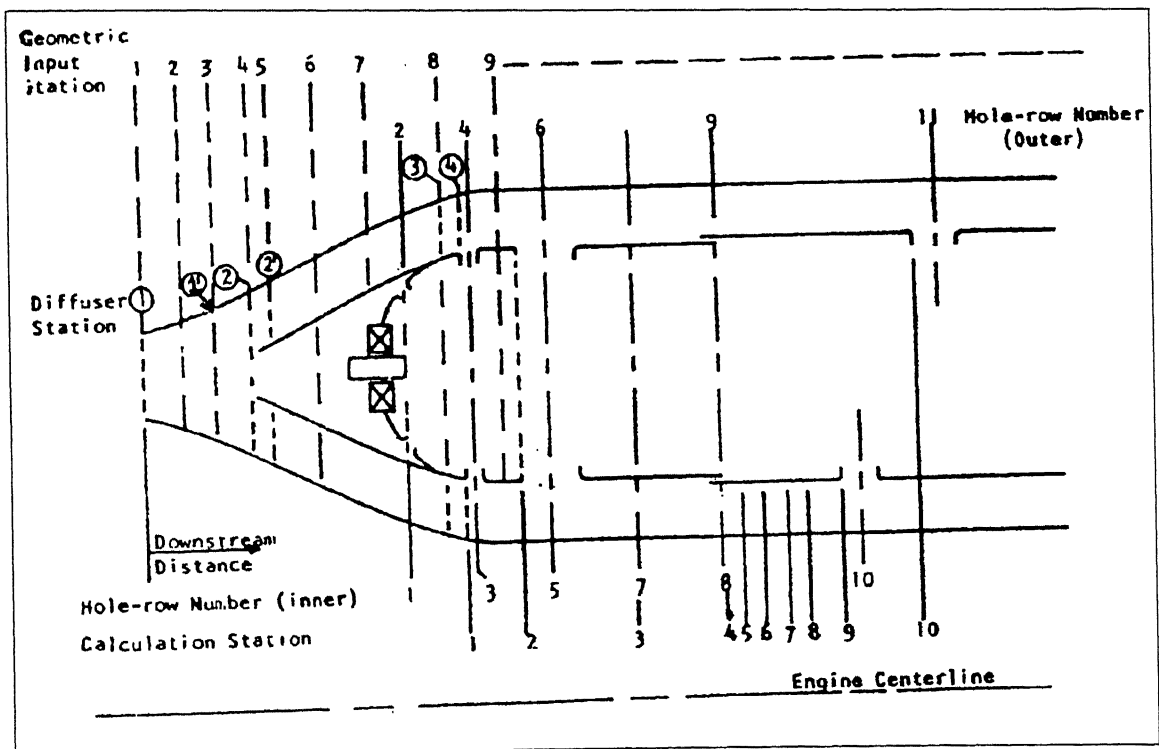 Geometric
Input
Station
1 2 3 4 5 6 7 8 9
2 4 6 9 11 Hole-row Number
(Outer)
3 4
1' 2 2'
Diffuser 1
Station
Downstream
Distance
Hole-row Number (inner) 1 3 5 7 8 10
Calculation Station 1 2 3 4 5 6 7 8 9 10
Engine Centerline